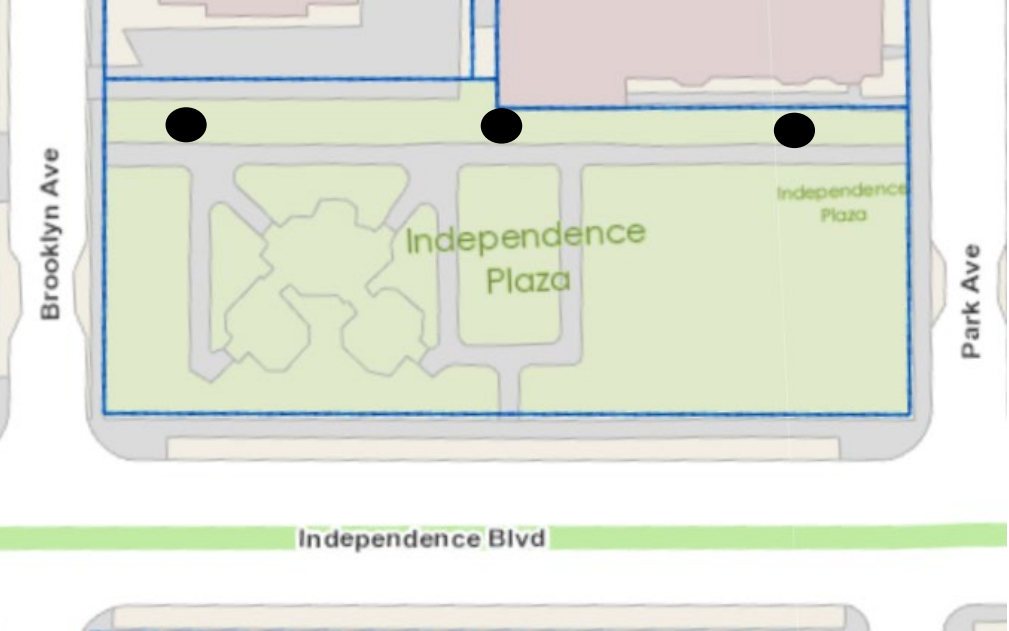 Independence
Plaza
Independence
Plaza
Brooklyn Ave
Park Ave
Independence Blvd